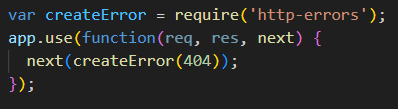 var createError = require('http-errors');
app.use(function(req, res, next) {
  next(createError(404));
});